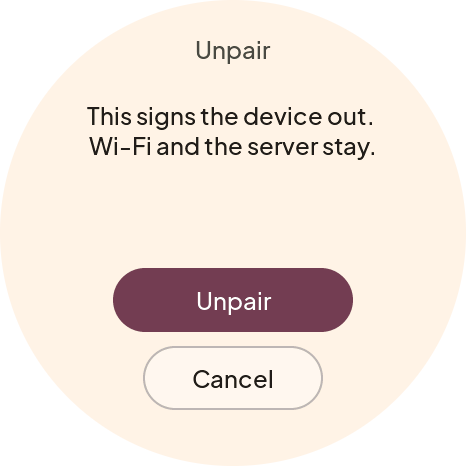 Unpair
This signs the device out.
Wi-Fi and the server stay.
Unpair
Cancel